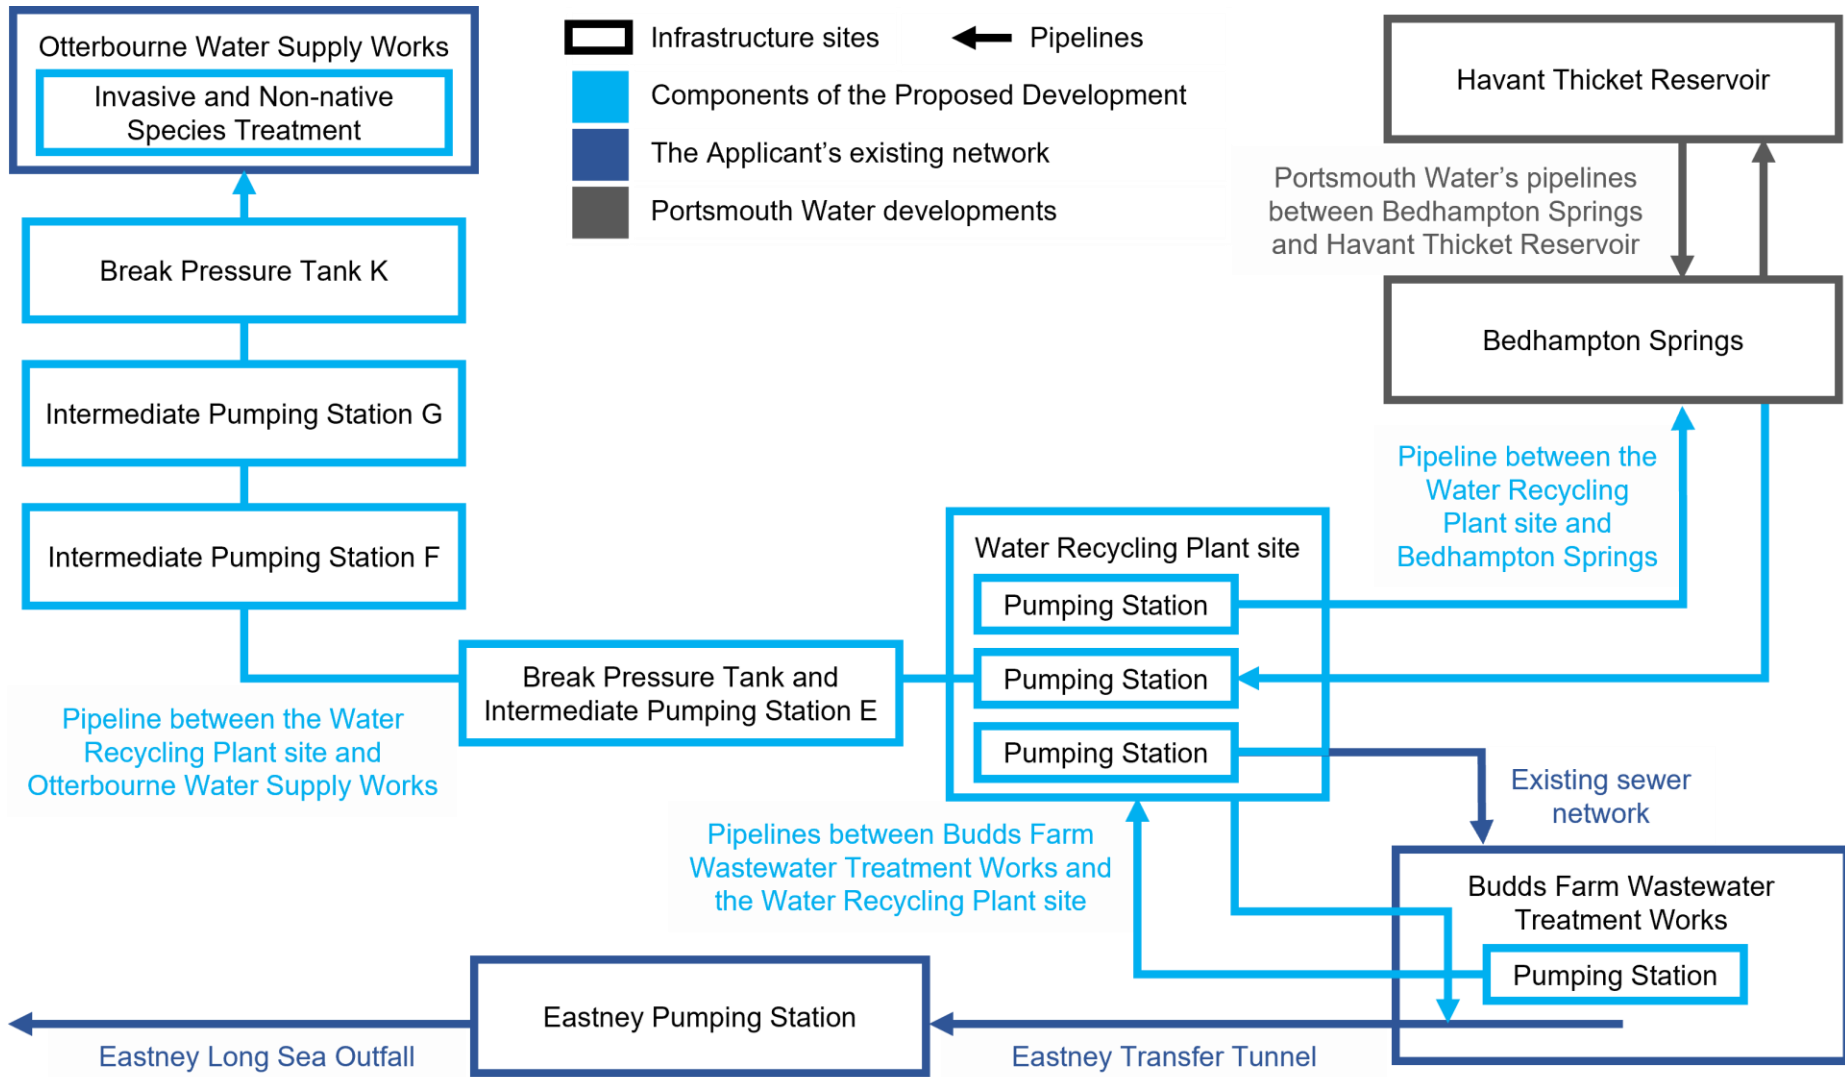 Otterbourne Water Supply Works
Invasive and Non-native
Species Treatment
Break Pressure Tank K
Intermediate Pumping Station G
Intermediate Pumping Station F
Pipeline between the Water
Recycling Plant site and
Otterbourne Water Supply Works
Infrastructure sites
Pipelines
Components of the Proposed Development
The Applicant's existing network
Portsmouth Water developments
Havant Thicket Reservoir
Portsmouth Water's pipelines
between Bedhampton Springs
and Havant Thicket Reservoir
Bedhampton Springs
Pipeline between the
Water Recycling
Plant site and
Bedhampton Springs
Water Recycling Plant site
Pumping Station
Pumping Station
Pumping Station
Break Pressure Tank and
Intermediate Pumping Station E
Existing sewer
network
Pipelines between Budds Farm
Wastewater Treatment Works and
the Water Recycling Plant site
Budds Farm Wastewater
Treatment Works
Pumping Station
Eastney Pumping Station
Eastney Long Sea Outfall
Eastney Transfer Tunnel